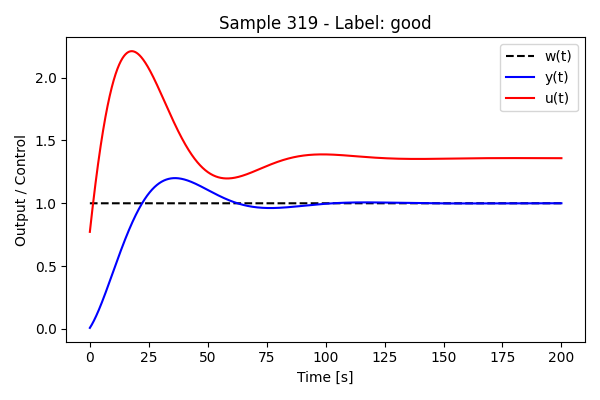 Sample 319 - Label: good
w(t)
y(t)
u(t)
Output / Control
2.0
1.5
1.0
0.5
0.0
0 25 50 75 100 125 150 175 200
Time [s]